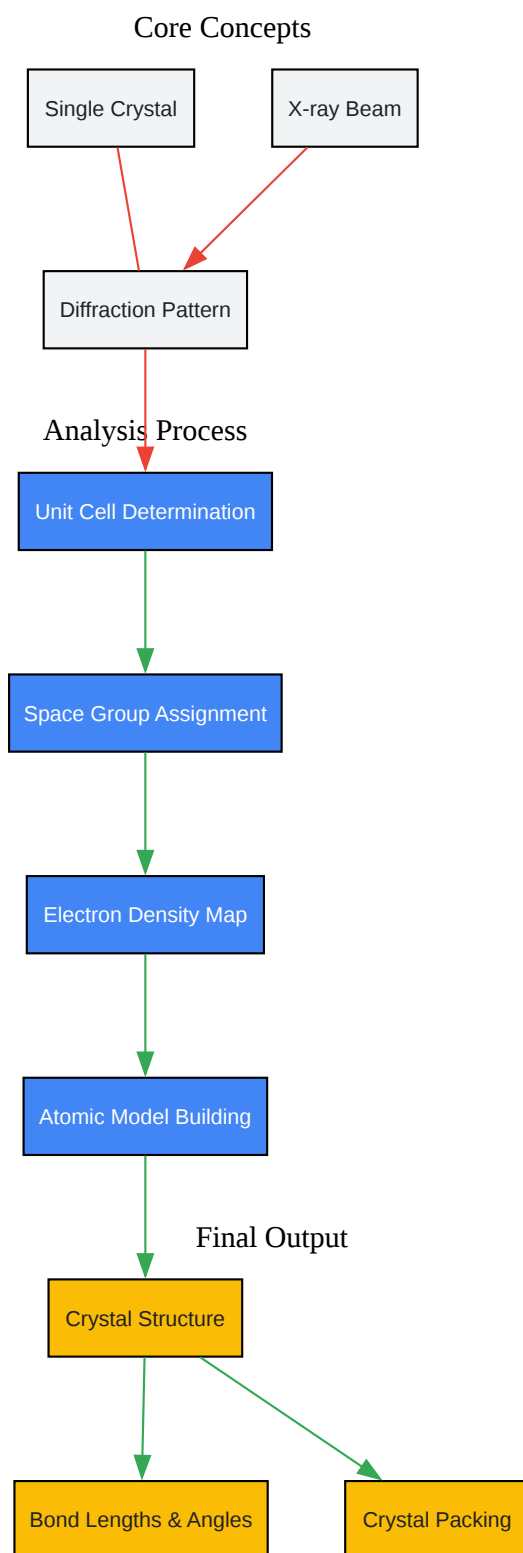 Core Concepts
Single Crystal
X-ray Beam
Diffraction Pattern
Analysis Process
Unit Cell Determination
Space Group Assignment
Electron Density Map
Atomic Model Building
Final Output
Crystal Structure
Bond Lengths & Angles
Crystal Packing